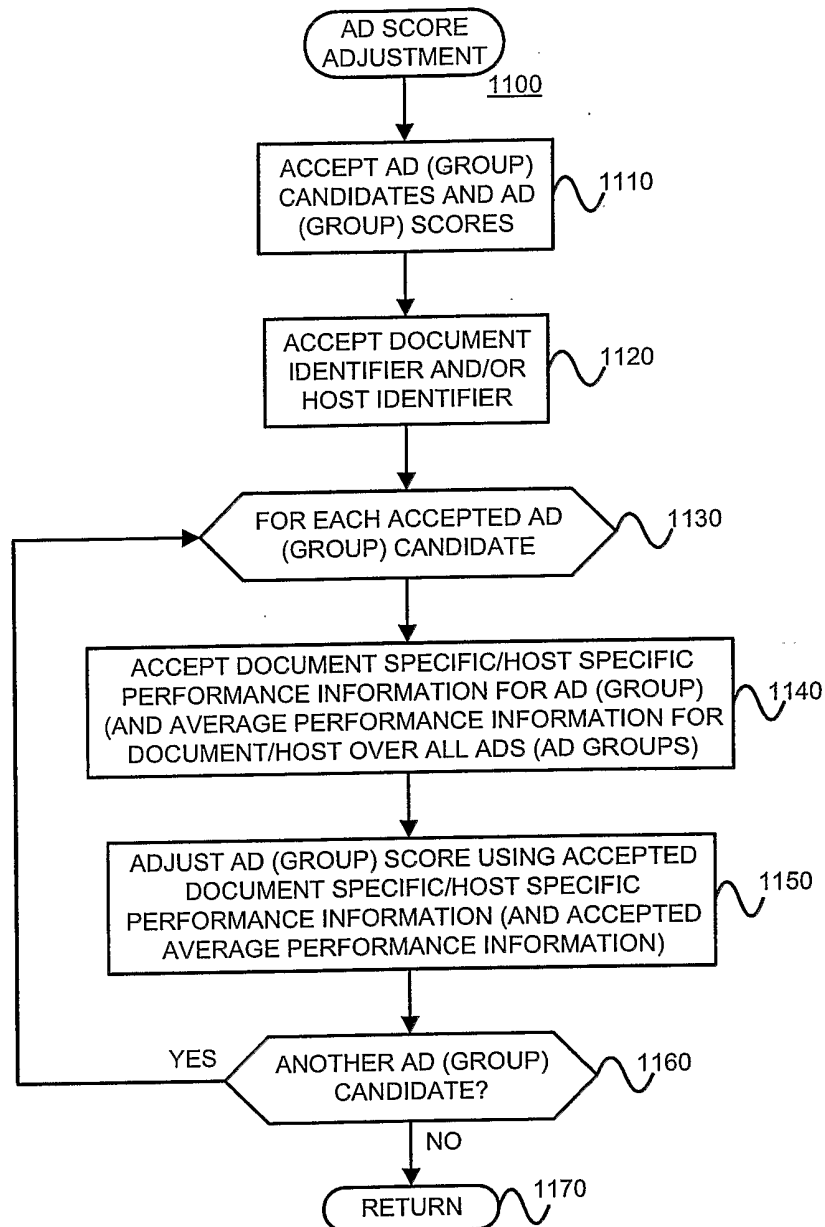 AD SCORE
ADJUSTMENT
1100
ACCEPT AD (GROUP)
CANDIDATES AND AD
(GROUP) SCORES
1110
ACCEPT DOCUMENT
IDENTIFIER AND/OR
HOST IDENTIFIER
1120
FOR EACH ACCEPTED AD
(GROUP) CANDIDATE
1130
ACCEPT DOCUMENT SPECIFIC/HOST SPECIFIC
PERFORMANCE INFORMATION FOR AD (GROUP)
(AND AVERAGE PERFORMANCE INFORMATION FOR
DOCUMENT/HOST OVER ALL ADS (AD GROUPS)
1140
ADJUST AD (GROUP) SCORE USING ACCEPTED
DOCUMENT SPECIFIC/HOST SPECIFIC
PERFORMANCE INFORMATION (AND ACCEPTED
AVERAGE PERFORMANCE INFORMATION)
1150
YES
ANOTHER AD (GROUP)
CANDIDATE?
1160
NO
RETURN
1170